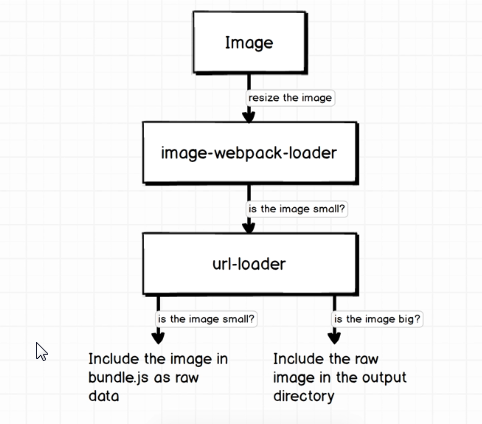 Image
resize the image
image-webpack-loader
is the image small?
url-loader
is the image small?
is the image big?
Include the image in
bundle.js as raw
data
Include the raw
image in the output
directory